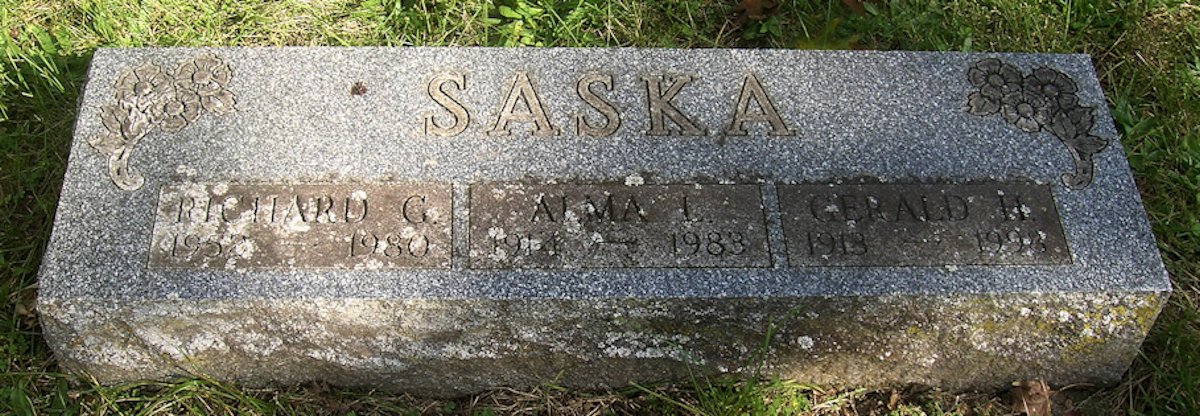 SASKA
RICHARD G.
1980
ALMA L.
1914 1983
GERALD H.
1913